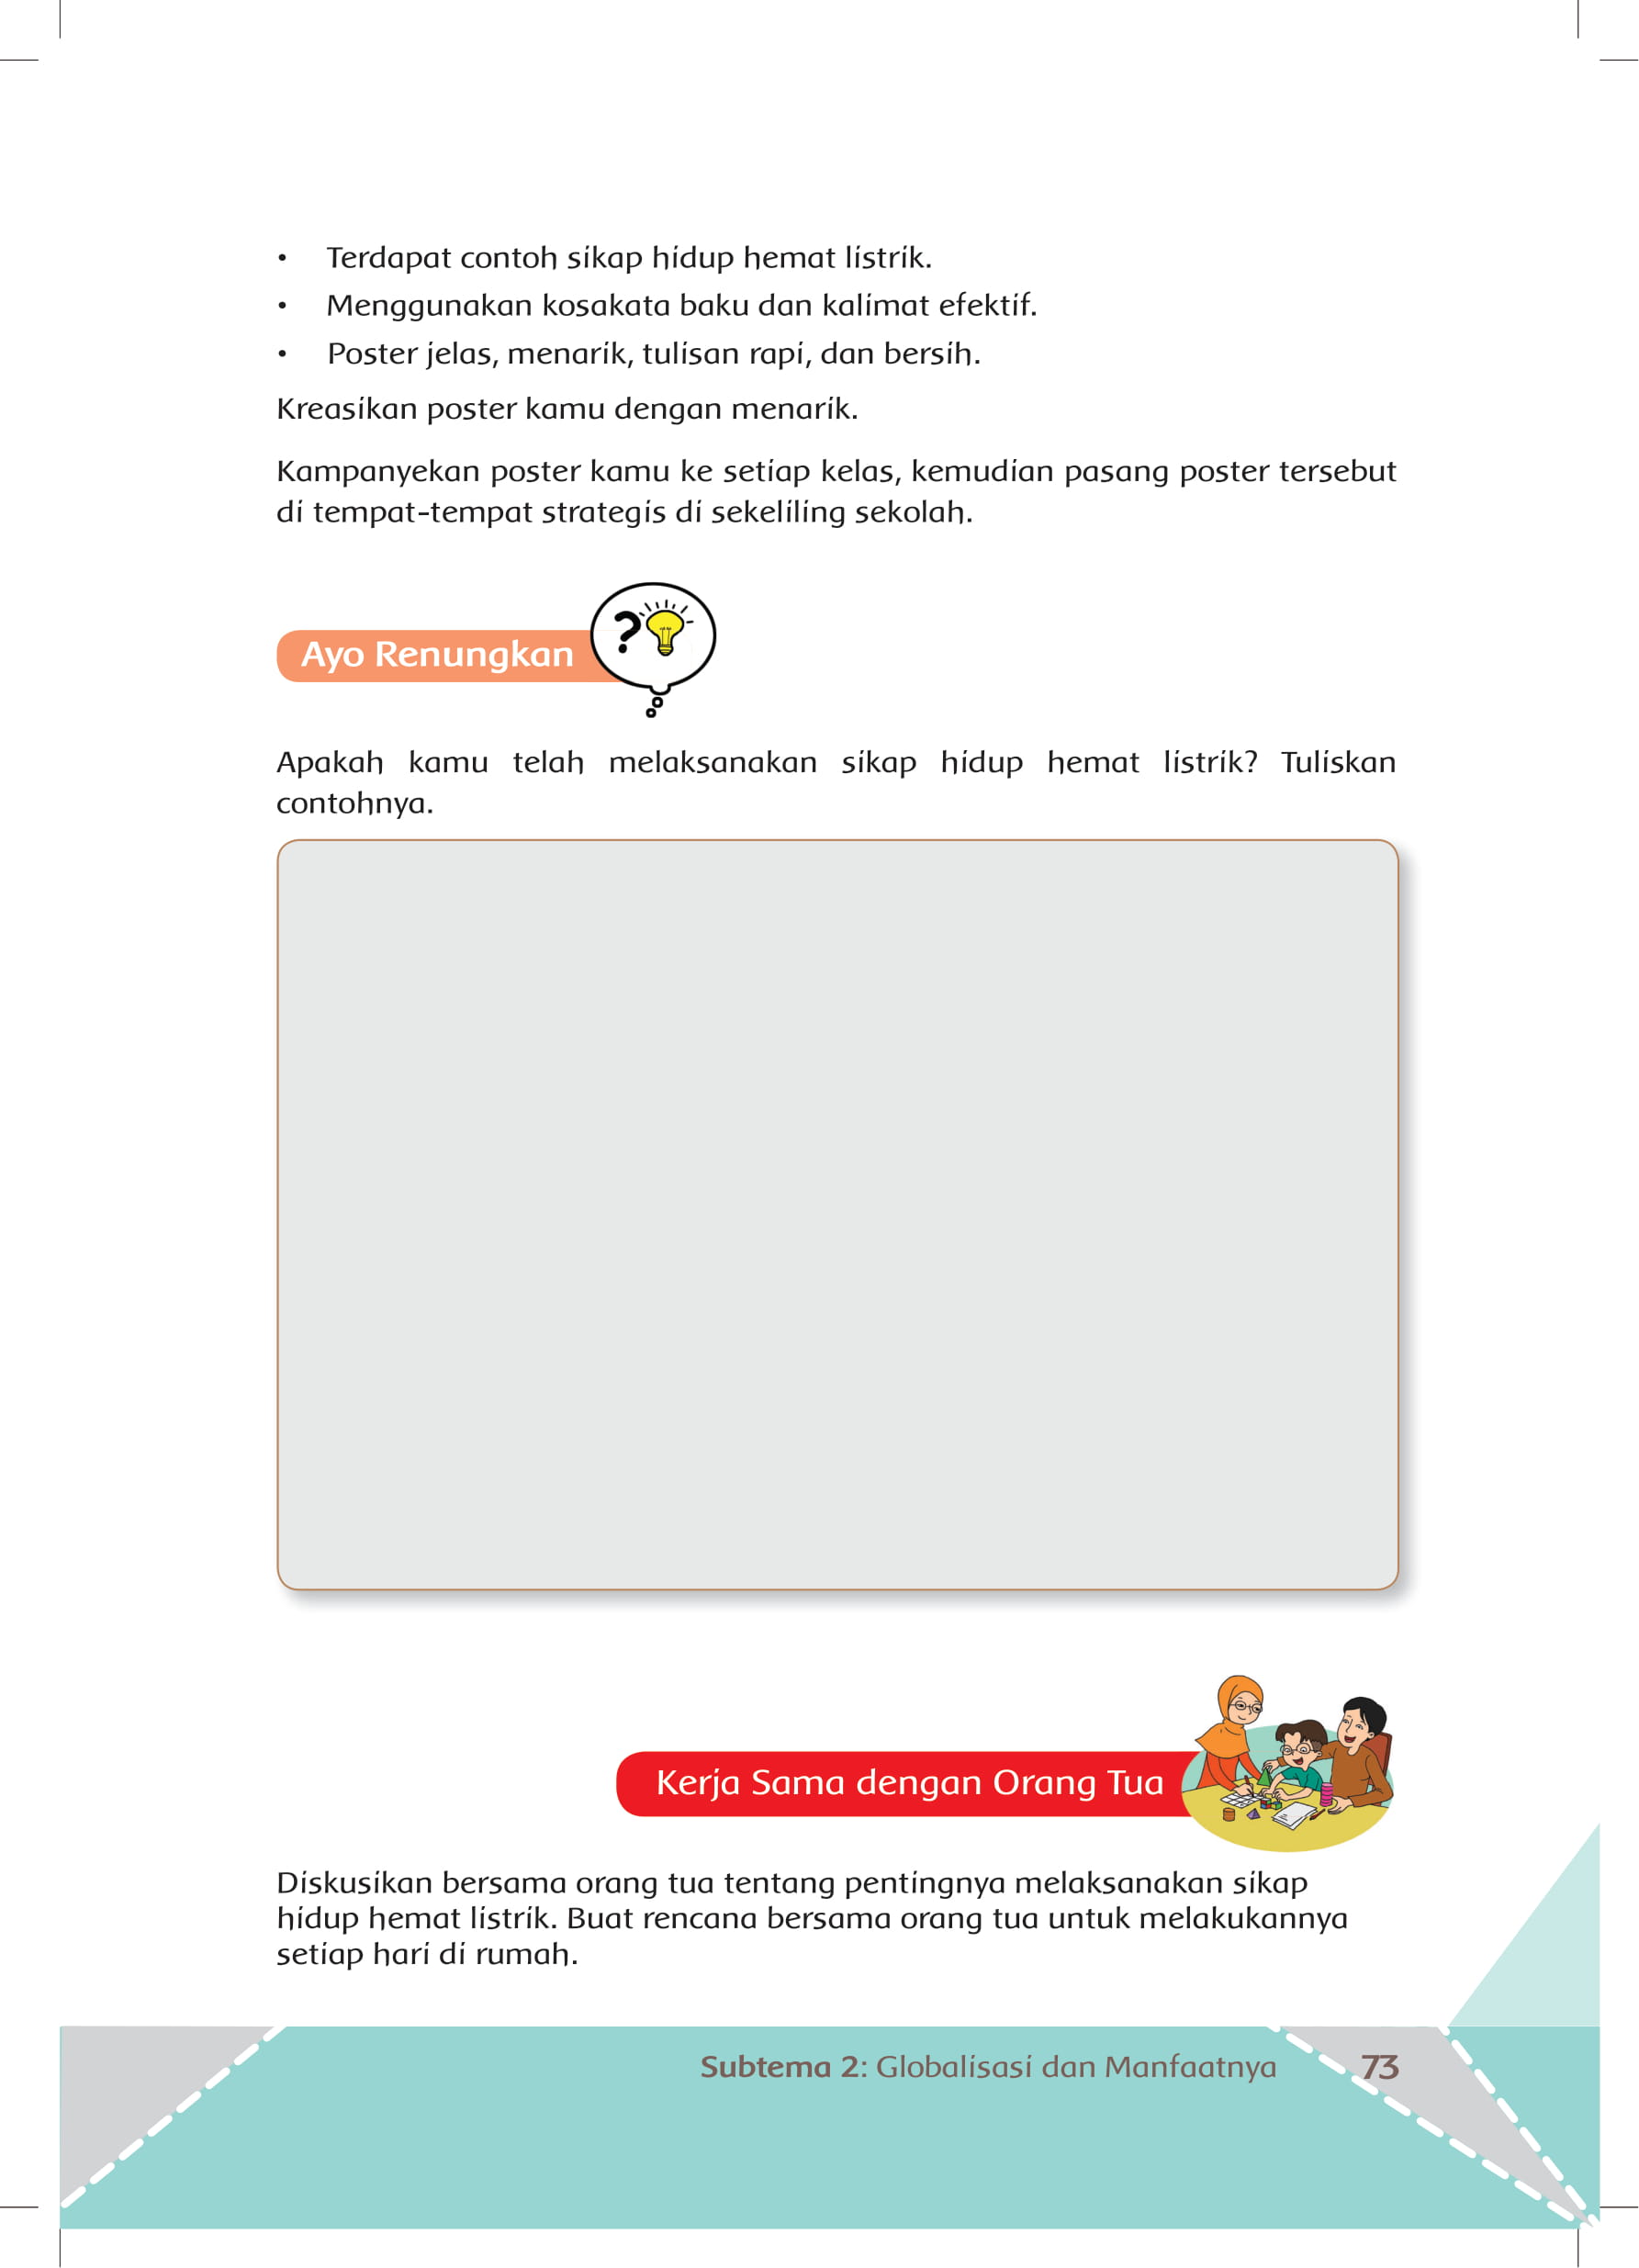 • Terdapat contoh sikap hidup hemat listrik.
• Menggunakan kosakata baku dan kalimat efektif.
• Poster jelas, menarik, tulisan rapi, dan bersih.
Kreasikan poster kamu dengan menarik.
Kampanyekan poster kamu ke setiap kelas, kemudian pasang poster tersebut
di tempat-tempat strategis di sekeliling sekolah.
Ayo Renungkan
?
Apakah kamu telah melaksanakan sikap hidup hemat listrik? Tuliskan
contohnya.
Kerja Sama dengan Orang Tua
Diskusikan bersama orang tua tentang pentingnya melaksanakan sikap
hidup hemat listrik. Buat rencana bersama orang tua untuk melakukannya
setiap hari di rumah.
Subtema 2: Globalisasi dan Manfaatnya 73